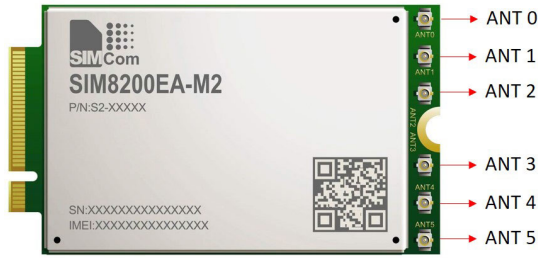 SIMCom
SIM8200EA-M2
P/N:S2-XXXXX
SN:XXXXXXXXXXXXXXX
IMEI:XXXXXXXXXXXXXXX
ANT0
ANT1
ANT2 ANT3
ANT4
ANT5
ANT 0
ANT 1
ANT 2
ANT 3
ANT 4
ANT 5